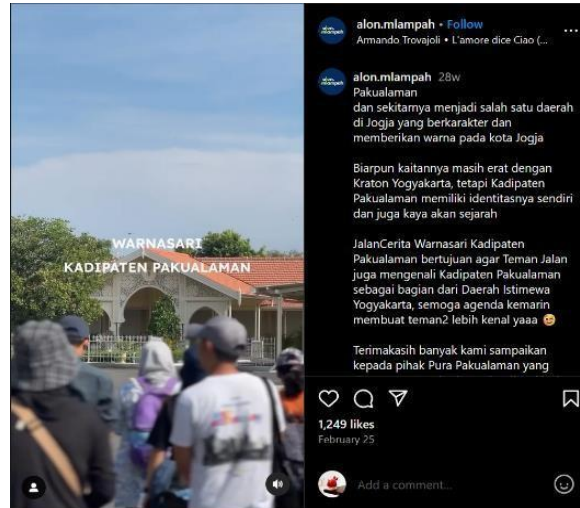 WARNASARI
KADIPATEN PAKUALAMAN
alon.mlampah • Follow
Armando Trovajoli • L'amore dice Ciao (...
alon.mlampah 28w
Pakualaman
dan sekitarnya menjadi salah satu daerah
di Jogja yang berkarakter dan
memberikan warna pada kota Jogja
Biarpun kaitannya masih erat dengan
Kraton Yogyakarta, tetapi Kadipaten
Pakualaman memiliki identitasnya sendiri
dan juga kaya akan sejarah
JalanCerita Warnasari Kadipaten
Pakualaman bertujuan agar Teman Jalan
juga mengenali Kadipaten Pakualaman
sebagai bagian dari Daerah Istimewa
Yogyakarta, semoga agenda kemarin
membuat teman2 lebih kenal yaaa 😉
Terimakasih banyak kami sampaikan
kepada pihak Pura Pakualaman yang
1,249 likes
February 25
Add a comment...